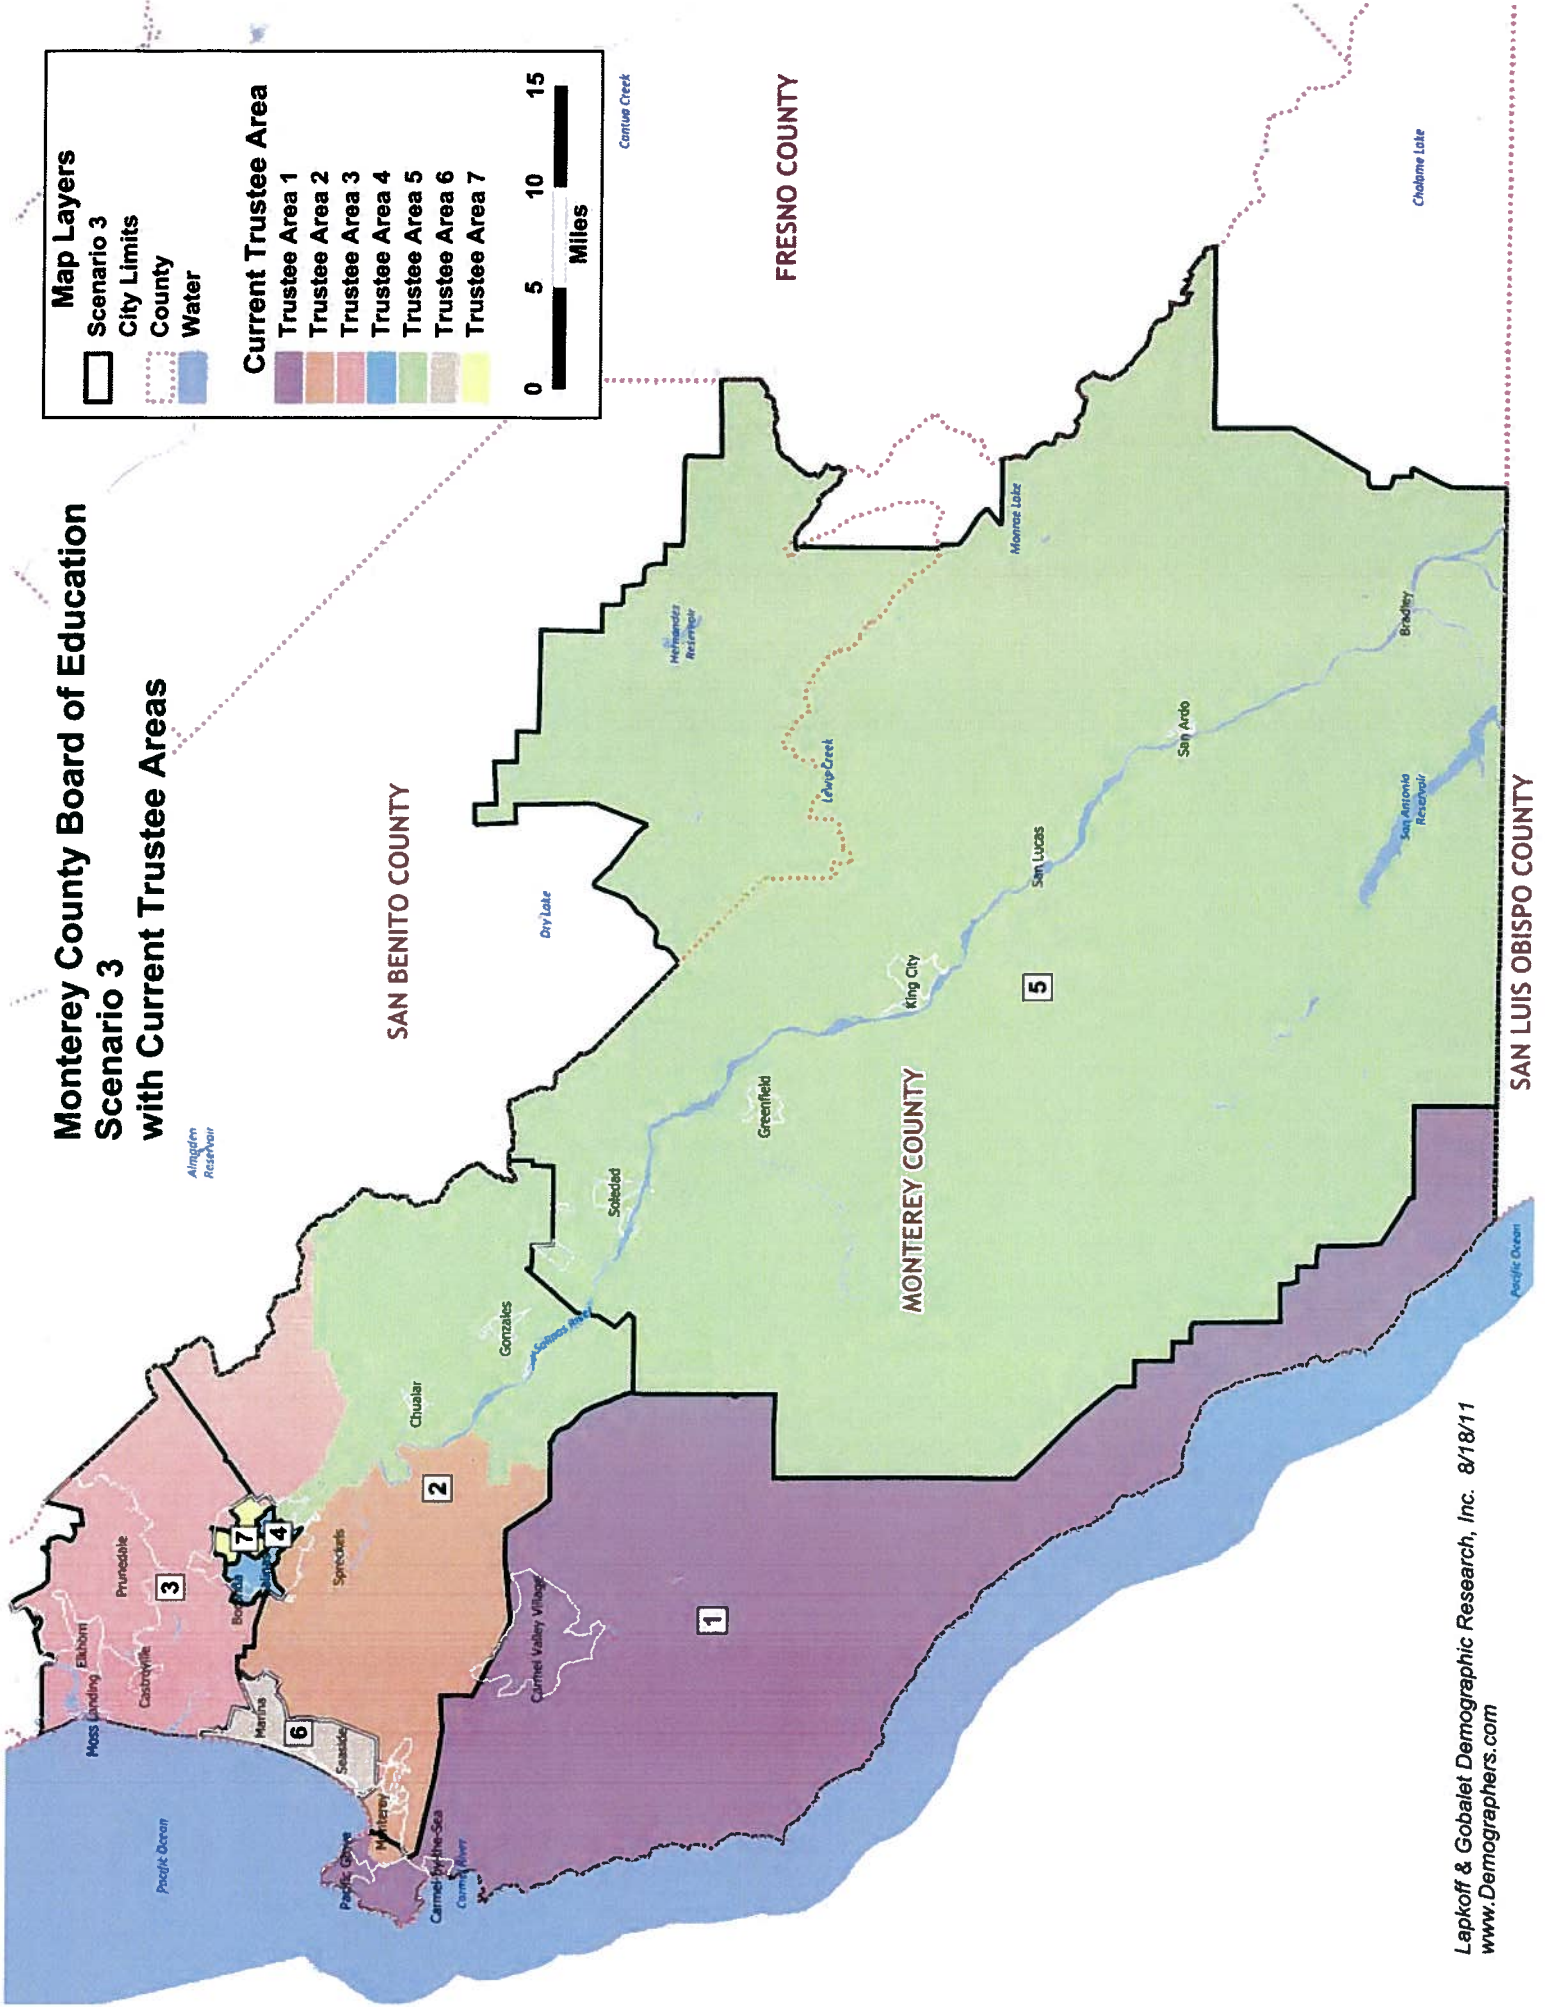 Monterey County Board of Education
Scenario 3
with Current Trustee Areas
Map Layers
Scenario 3
City Limits
County
Water
Current Trustee Area
Trustee Area 1
Trustee Area 2
Trustee Area 3
Trustee Area 4
Trustee Area 5
Trustee Area 6
Trustee Area 7
0 5 10 15
Miles
Almaden
Reservoir
SAN BENITO COUNTY
Dry Lake
Hernandez
Reservoir
Cantua Creek
FRESNO COUNTY
Monroe Lake
Cholame Lake
Pacific Ocean
Moss Landing
Elkhorn
Prunedale
Castroville
3
Boronda
7
4
Marina
6
Seaside
Spreckels
2
Chualar
Gonzales
Salinas River
Soledad
Greenfield
Pacific Grove
Monterey
Carmel-by-the-Sea
Carmel River
Carmel Valley Village
1
MONTEREY COUNTY
King City
5
Lewis Creek
San Lucas
San Ardo
Bradley
San Antonio
Reservoir
Pacific Ocean
SAN LUIS OBISPO COUNTY
Lapkoff & Gobalet Demographic Research, Inc. 8/18/11
www.Demographers.com